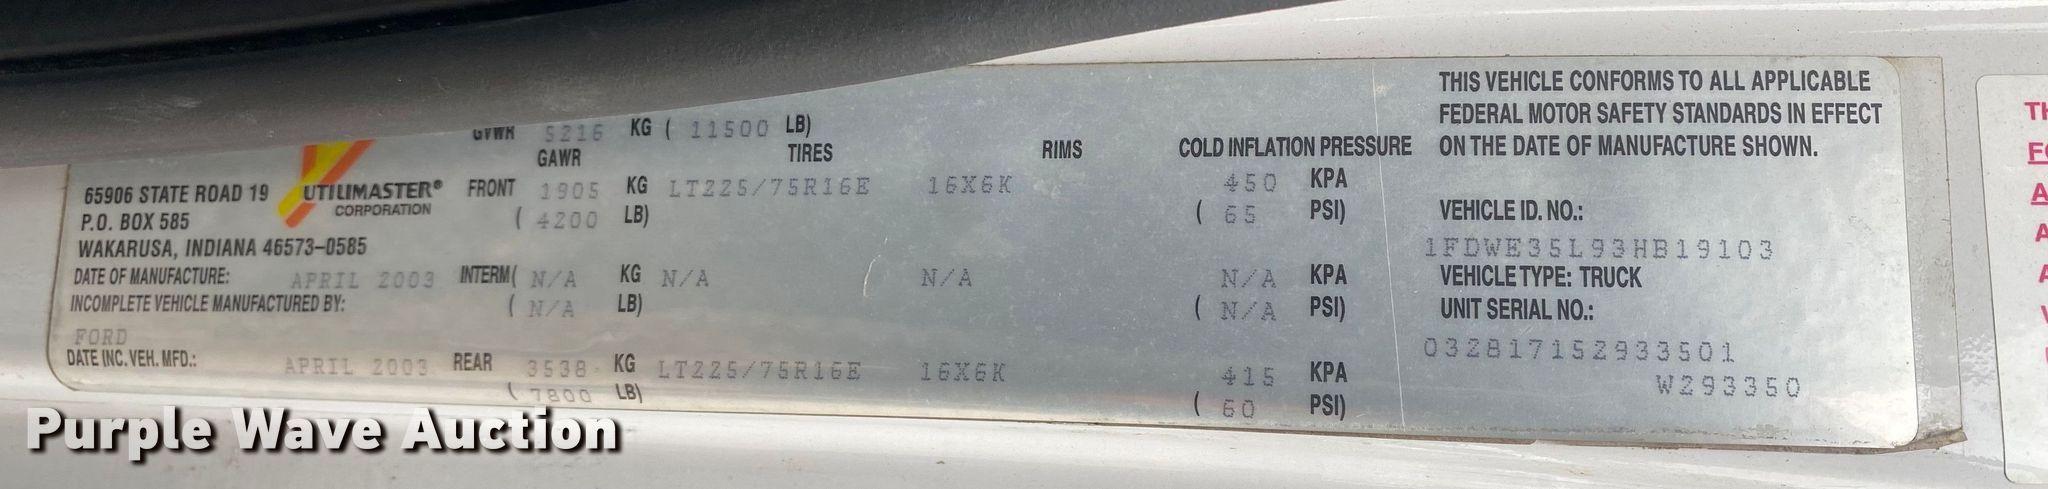 GVWR 5216 KG ( 11500 LB)
GAWR TIRES RIMS COLD INFLATION PRESSURE
65906 STATE ROAD 19
P.O. BOX 585
WAKARUSA, INDIANA 46573-0585
UTILIMASTER®
CORPORATION
FRONT 1905 KG LT225/75R16E 16X6K 450 KPA
( 4200 LB) ( 65 PSI)
DATE OF MANUFACTURE: APRIL 2003
INTERM( N/A KG N/A N/A N/A KPA
( N/A LB) ( N/A PSI)
INCOMPLETE VEHICLE MANUFACTURED BY:
FORD
DATE INC. VEH. MFD.: APRIL 2003
REAR 3538 KG LT225/75R16E 16X6K 415 KPA
( 7800 LB) ( 60 PSI)
THIS VEHICLE CONFORMS TO ALL APPLICABLE
FEDERAL MOTOR SAFETY STANDARDS IN EFFECT
ON THE DATE OF MANUFACTURE SHOWN.
VEHICLE ID. NO.:
1FDWE35L93HB19103
VEHICLE TYPE: TRUCK
UNIT SERIAL NO.:
032817152933501
W293350
Purple Wave Auction